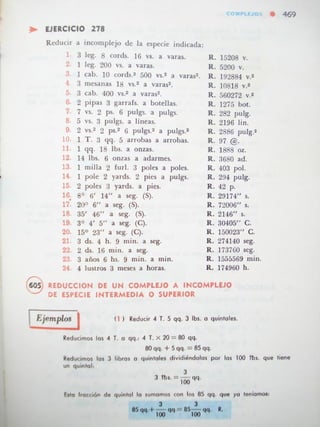 COMPLEJOS ● 469
EJERCICIO 278
Reducir a incomplejo de la especie indicada:
1. 3 leg. 8 cords. 16 vs. a varas. R. 15208 v.
2. 1 leg. 200 vs. a varas. R. 5200 v.
3. 1 cab. 10 cords.² 500 vs.² a varas². R. 192884 v.²
4. 3 mesanas 18 vs.² a varas². R. 10818 v.²
5. 3 cab. 400 vs.² a varas². R. 560272 v.²
6. 2 pipas 3 garrafs. a botellas. R. 1275 bot.
7. 7 vs. 2 ps. 6 pulgs. a pulgs. R. 282 pulg.
8. 5 vs. 3 pulgs. a líneas. R. 2196 lin.
9. 2 vs.² 2 ps.² 6 pulgs.² a pulgs.² R. 2886 pulg.²
10. 1 T. 3 qq. 5 arrobas a arrobas. R. 97 @.
11. 1 qq. 18 lbs. a onzas. R. 1888 oz.
12. 14 lbs. 6 onzas a adarmes. R. 3680 ad.
13. 1 milla 2 furl. 3 poles a poles. R. 403 pol.
14. 1 pole 2 yards. 2 pies a pulgs. R. 294 pulg.
15. 2 poles 3 yards. a pies. R. 42 p.
16. 8º 6' 14" a seg. (S). R. 29174" s.
17. 20º 6" a seg. (S). R. 72006" s.
18. 35' 46" a seg. (S). R. 2146" s.
19. 3º 4' 5" a seg. (C). R. 30405" C.
20. 15º 23" a seg. (C). R. 150023" C.
21. 3 ds. 4 h. 9 min. a seg. R. 274140 seg.
22. 2 ds. 16 min. a seg. R. 173760 seg.
23. 3 años 6 hs. 9 min. a min. R. 1555569 min.
24. 4 lustros 3 meses a horas. R. 174960 h.
605 REDUCCION DE UN COMPLEJO A INCOMPLEJO
DE ESPECIE INTERMEDIA O SUPERIOR
Ejemplos
(1) Reducir 4 T. 5 qq. 3 lbs. a quintales.
Reducimos las 4 T. a qq.: 4 T. × 20 = 80 qq.
80 qq. + 5 qq. = 85 qq.
Reducimos las 3 libras a quintales dividiéndolas por las 100 lbs. que tiene
un quintal:
3 lbs. = 3/100 qq.
Esta fracción de quintal la sumamos con los 85 qq. que ya teníamos:
85 qq. + 3/100 qq. = 85 3/100 qq. R.